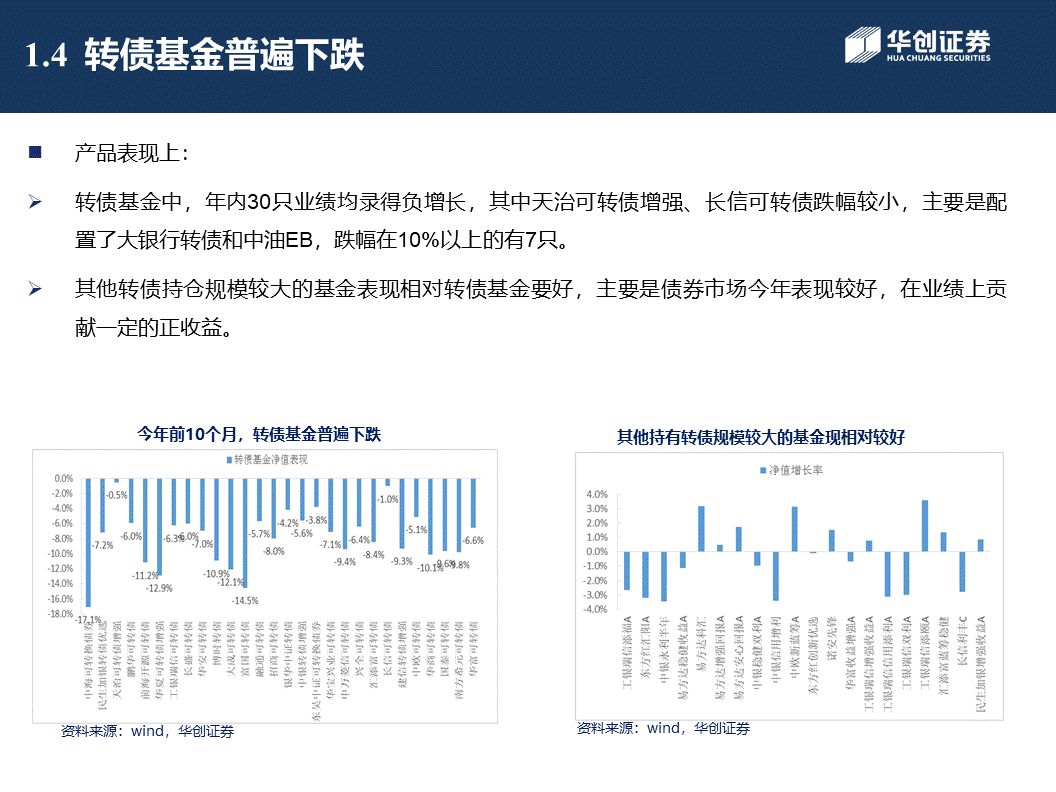 1.4 转债基金普遍下跌
华创证券
HUA CHUANG SECURITIES
产品表现上：
转债基金中，年内30只业绩均录得负增长，其中天治可转债增强、长信可转债跌幅较小，主要是配
置了大银行转债和中油EB，跌幅在10%以上的有7只。
其他转债持仓规模较大的基金表现相对转债基金要好，主要是债券市场今年表现较好，在业绩上贡
献一定的正收益。
今年前10个月，转债基金普遍下跌
转债基金净值表现
0.0%
-2.0%
-4.0%
-6.0%
-8.0%
-10.0%
-12.0%
-14.0%
-16.0%
-18.0%
-17.1%
-7.2%
-0.5%
-6.0%
-11.2%
-12.9%
-6.3%
-6.0%
-7.0%
-10.9%
-12.1%
-14.5%
-5.7%
-8.0%
-4.2%
-5.6%
-3.8%
-7.1%
-9.4%
-6.4%
-8.4%
-1.0%
-9.3%
-5.1%
-10.1%
-9.6%
-9.8%
-6.6%
中海可转换债券
民生加银转债优选
天治可转债增强
鹏华可转债
前海开源可转债
华夏可转债增强
工银瑞信可转债
长盛可转债
华安可转债
博时转债
大成可转债
富国可转债
融通可转债
招商可转债
银华中证转债
中银转债增强
东吴中证可转换债券
华宝兴业可转债
申万菱信可转债
兴全可转债
汇添富可转债
长信可转债
建信转债增强
中欧可转债
华商可转债
国泰可转债
南方希元可转债
华富可转债
资料来源：wind，华创证券
其他持有转债规模较大的基金现相对较好
净值增长率
4.0%
3.0%
2.0%
1.0%
0.0%
-1.0%
-2.0%
-3.0%
-4.0%
工银瑞信添福A
东方红汇阳A
中银永利半年
易方达稳健收益A
易方达科汇
易方达增强回报A
易方达安心回报A
中银稳健双利A
中银信用增利
中欧新蓝筹A
东方红创新优选
诺安先锋
华富收益增强A
工银瑞信增强收益A
工银瑞信用添利A
工银瑞信双利A
工银瑞信添颐A
汇添富蓝筹稳健
长信利丰C
民生加银增强收益A
资料来源：wind，华创证券